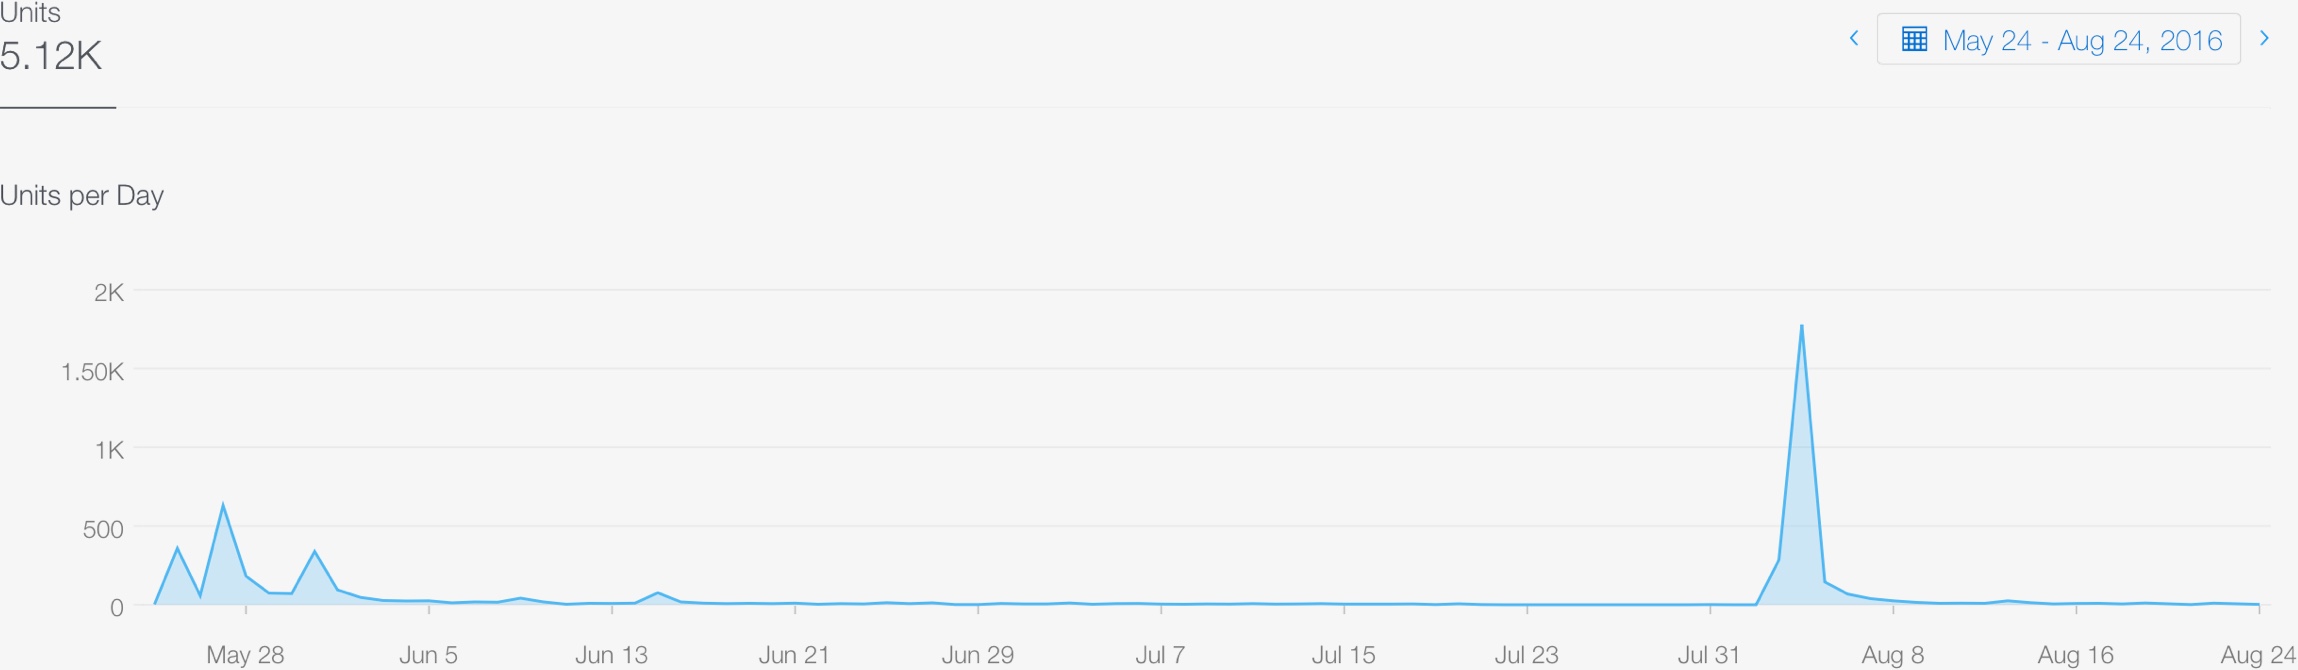 Units
5.12K
May 24 - Aug 24, 2016
Units per Day
2K
1.50K
1K
500
0
May 28 Jun 5 Jun 13 Jun 21 Jun 29 Jul 7 Jul 15 Jul 23 Jul 31 Aug 8 Aug 16 Aug 24